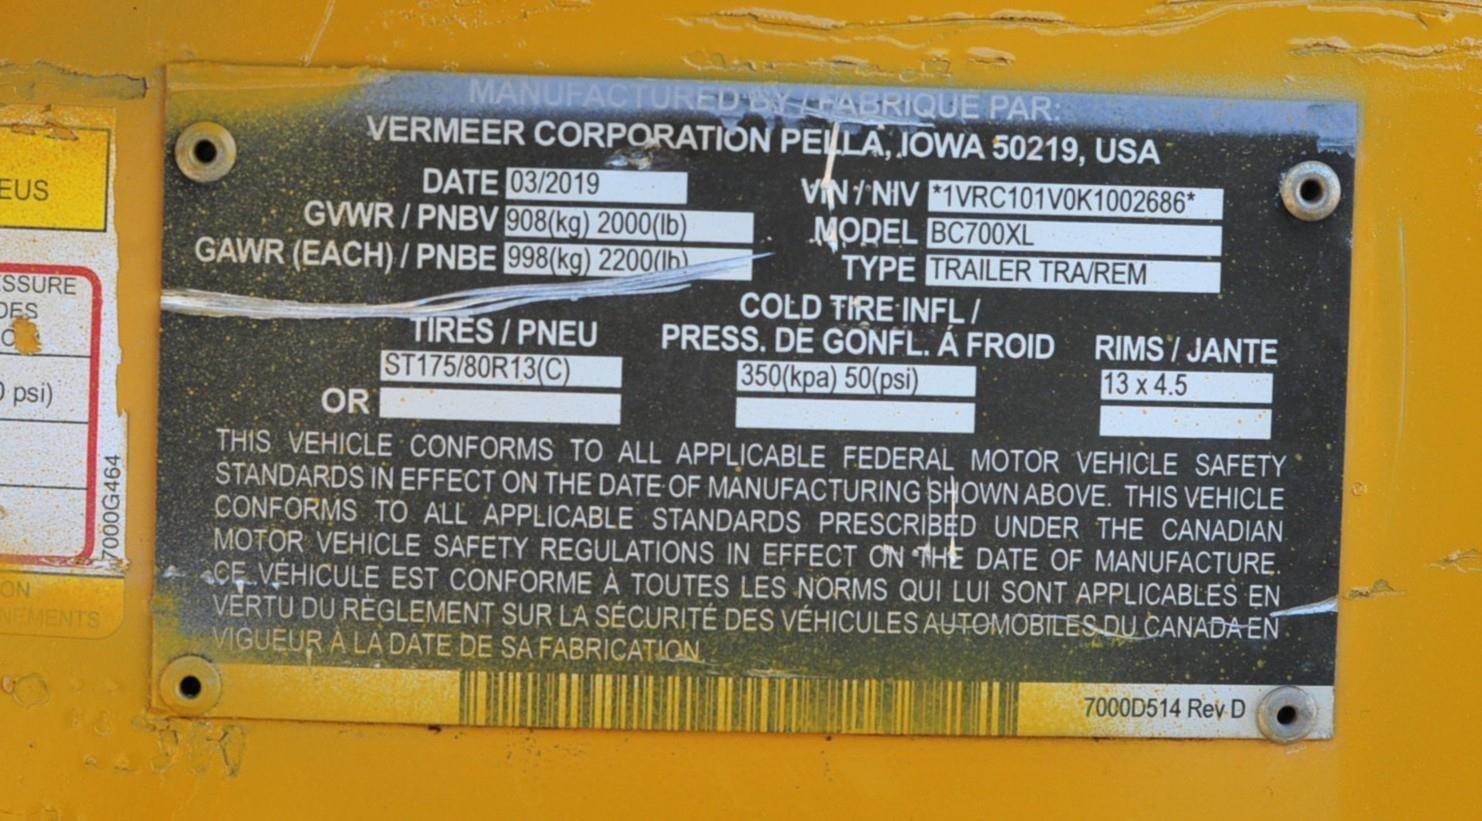 MANUFACTURED BY / FABRIQUE PAR:
VERMEER CORPORATION PELLA, IOWA 50219, USA
DATE 03/2019 VIN / NIV *1VRC101V0K1002686*
GVWR / PNBV 908(kg) 2000(lb) MODEL BC700XL
GAWR (EACH) / PNBE 998(kg) 2200(lb) TYPE TRAILER TRA/REM
COLD TIRE INFL /
TIRES / PNEU PRESS. DE GONFL. Á FROID RIMS / JANTE
ST175/80R13(C) 350(kpa) 50(psi) 13 x 4.5
OR
THIS VEHICLE CONFORMS TO ALL APPLICABLE FEDERAL MOTOR VEHICLE SAFETY
STANDARDS IN EFFECT ON THE DATE OF MANUFACTURING SHOWN ABOVE. THIS VEHICLE
CONFORMS TO ALL APPLICABLE STANDARDS PRESCRIBED UNDER THE CANADIAN
MOTOR VEHICLE SAFETY REGULATIONS IN EFFECT ON THE DATE OF MANUFACTURE.
CE VÉHICULE EST CONFORME À TOUTES LES NORMS QUI LUI SONT APPLICABLES EN
VERTU DU RÈGLEMENT SUR LA SÉCURITÉ DES VÉHICULES AUTOMOBILES DU CANADA EN
VIGUEUR À LA DATE DE SA FABRICATION
7000D514 Rev D
EUS
SSURE
DES
0 psi)
7000G464
ON
NEMENTS